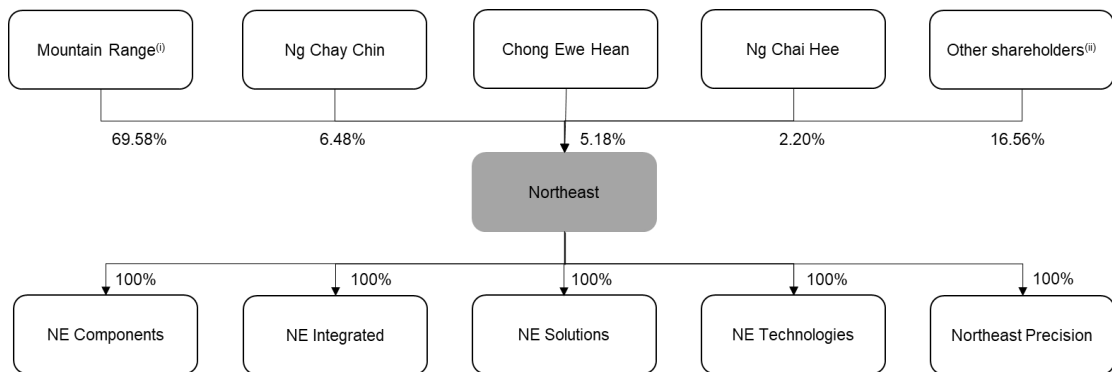 Mountain Range(i)
Ng Chay Chin
Chong Ewe Hean
Ng Chai Hee
Other shareholders(ii)
69.58%
6.48%
5.18%
2.20%
16.56%
Northeast
100%
100%
100%
100%
100%
NE Components
NE Integrated
NE Solutions
NE Technologies
Northeast Precision